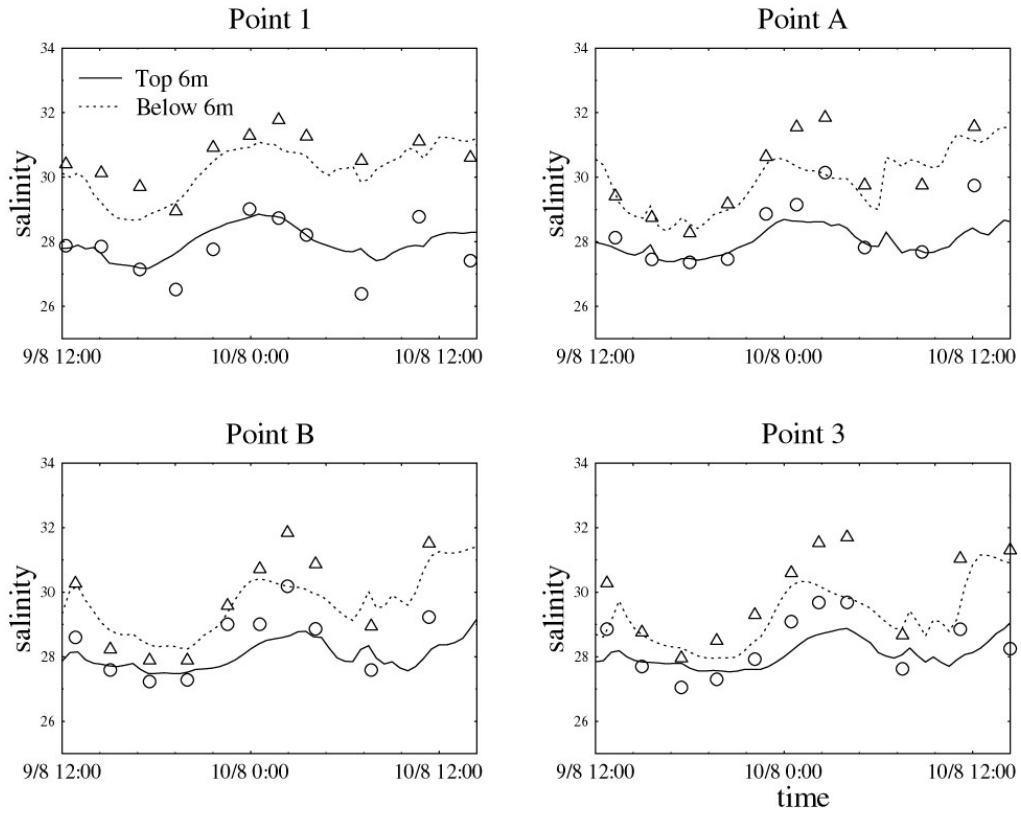 Point 1
34
32
30
28
26
salinity
Top 6m
Below 6m
9/8 12:00
10/8 0:00
10/8 12:00
Point A
34
32
30
28
26
salinity
9/8 12:00
10/8 0:00
10/8 12:00
Point B
34
32
30
28
26
salinity
9/8 12:00
10/8 0:00
10/8 12:00
Point 3
34
32
30
28
26
salinity
9/8 12:00
10/8 0:00
10/8 12:00
time